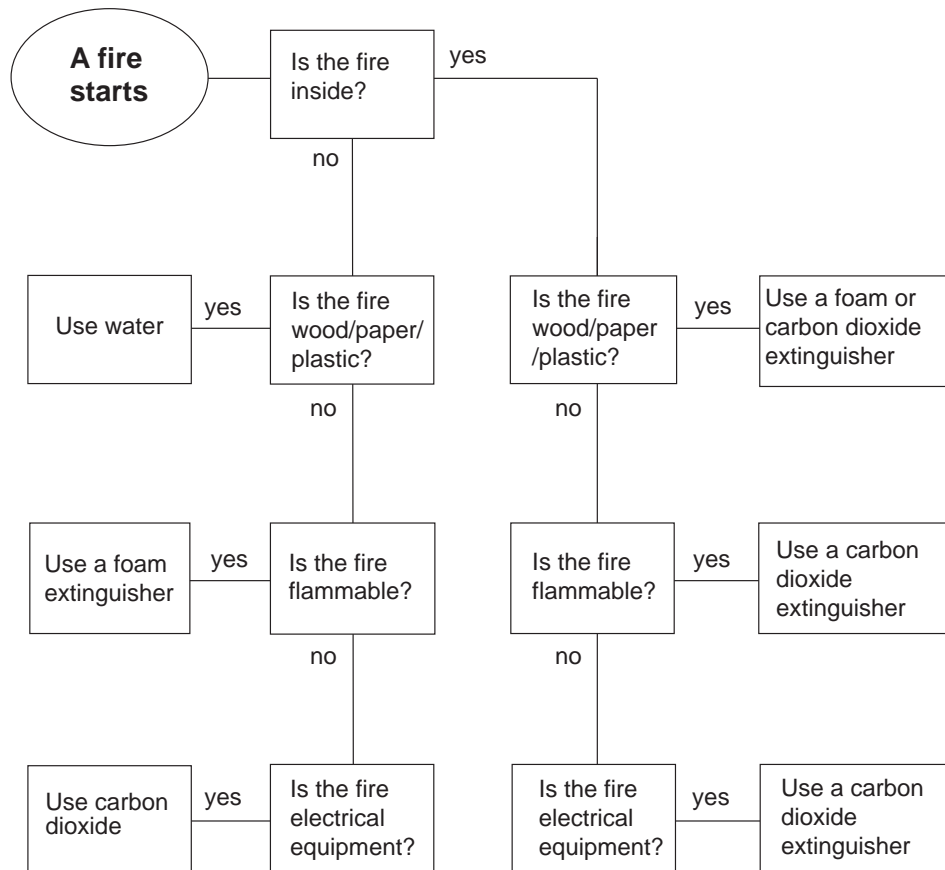 A fire
starts
Is the fire
inside?
yes
no
Use water
yes
Is the fire
wood/paper/
plastic?
no
Is the fire
wood/paper
/plastic?
yes
Use a foam or
carbon dioxide
extinguisher
no
Use a foam
extinguisher
yes
Is the fire
flammable?
no
Is the fire
flammable?
yes
Use a carbon
dioxide
extinguisher
no
Use carbon
dioxide
yes
Is the fire
electrical
equipment?
Is the fire
electrical
equipment?
yes
Use a carbon
dioxide
extinguisher